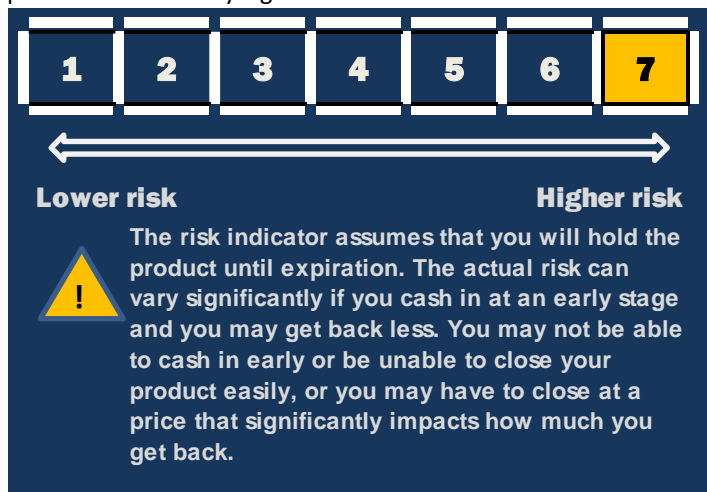 1 2 3 4 5 6 7
Lower risk Higher risk
The risk indicator assumes that you will hold the
product until expiration. The actual risk can
! vary significantly if you cash in at an early stage
and you may get back less. You may not be able
to cash in early or be unable to close your
product easily, or you may have to close at a
price that significantly impacts how much you
get back.